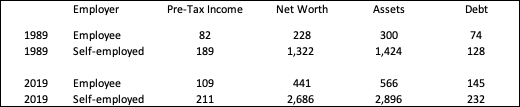 Employer Pre-Tax Income Net Worth Assets Debt
1989 Employee 82 228 300 74
1989 Self-employed 189 1,322 1,424 128
2019 Employee 109 441 566 145
2019 Self-employed 211 2,686 2,896 232